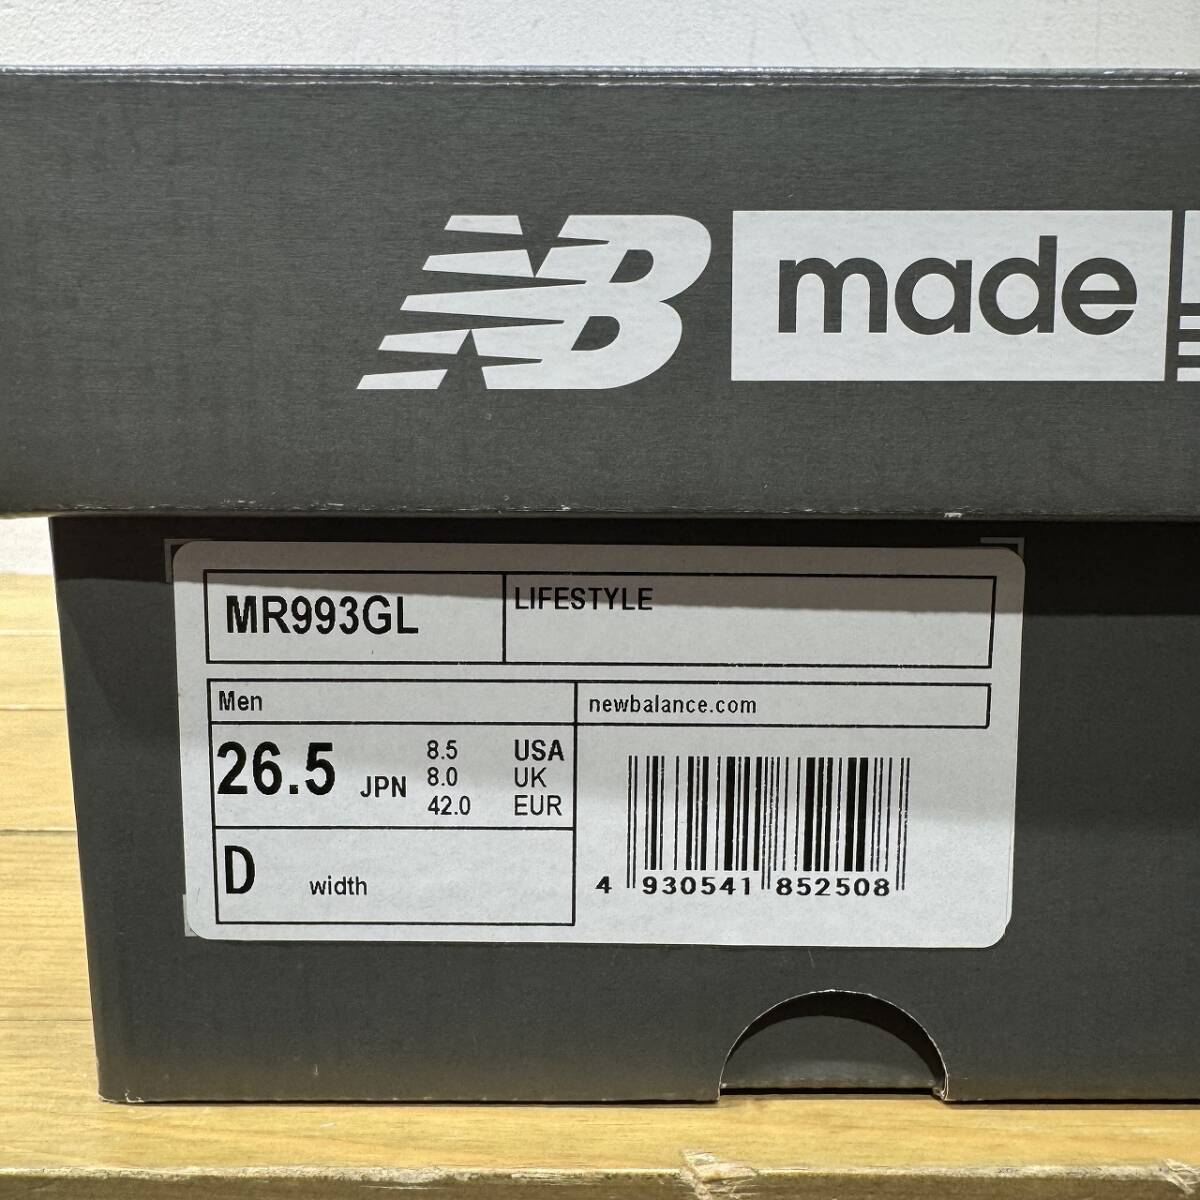 NB made
MR993GL
LIFESTYLE
Men
newbalance.com
26.5 JPN
8.5 USA
8.0 UK
42.0 EUR
D width
4 930541 852508